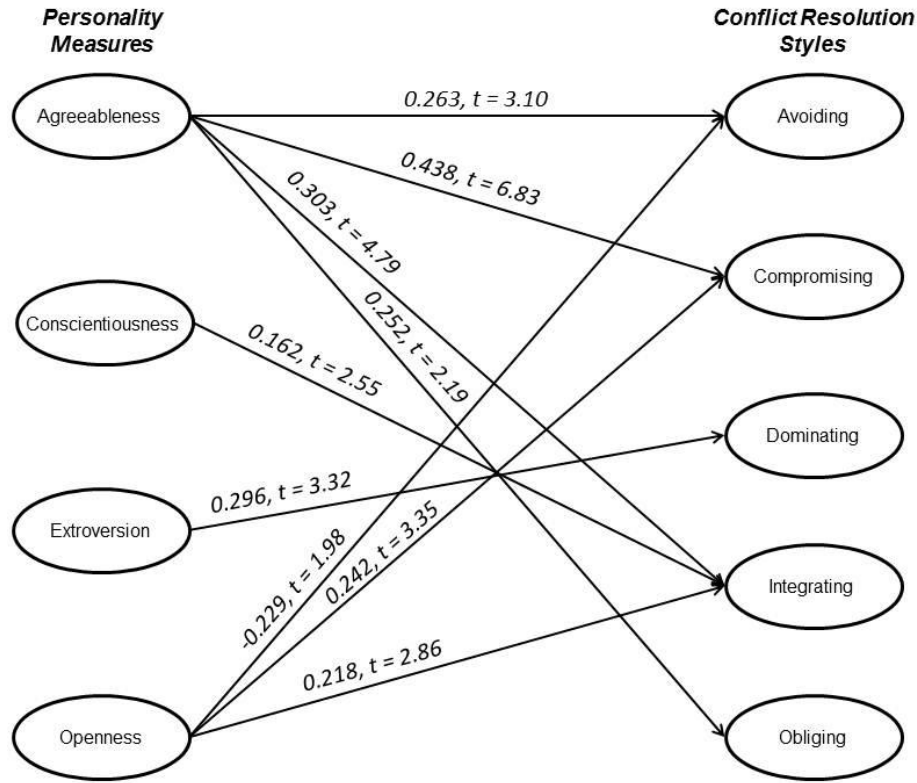 Personality
Measures
Conflict Resolution
Styles
Agreeableness
0.263, t = 3.10
Avoiding
0.438, t = 6.83
0.303, t = 4.79
Compromising
Conscientiousness
0.252, t = 2.19
0.162, t = 2.55
Dominating
0.296, t = 3.32
Extroversion
-0.229, t = 1.98
0.242, t = 3.35
Integrating
0.218, t = 2.86
Openness
Obliging